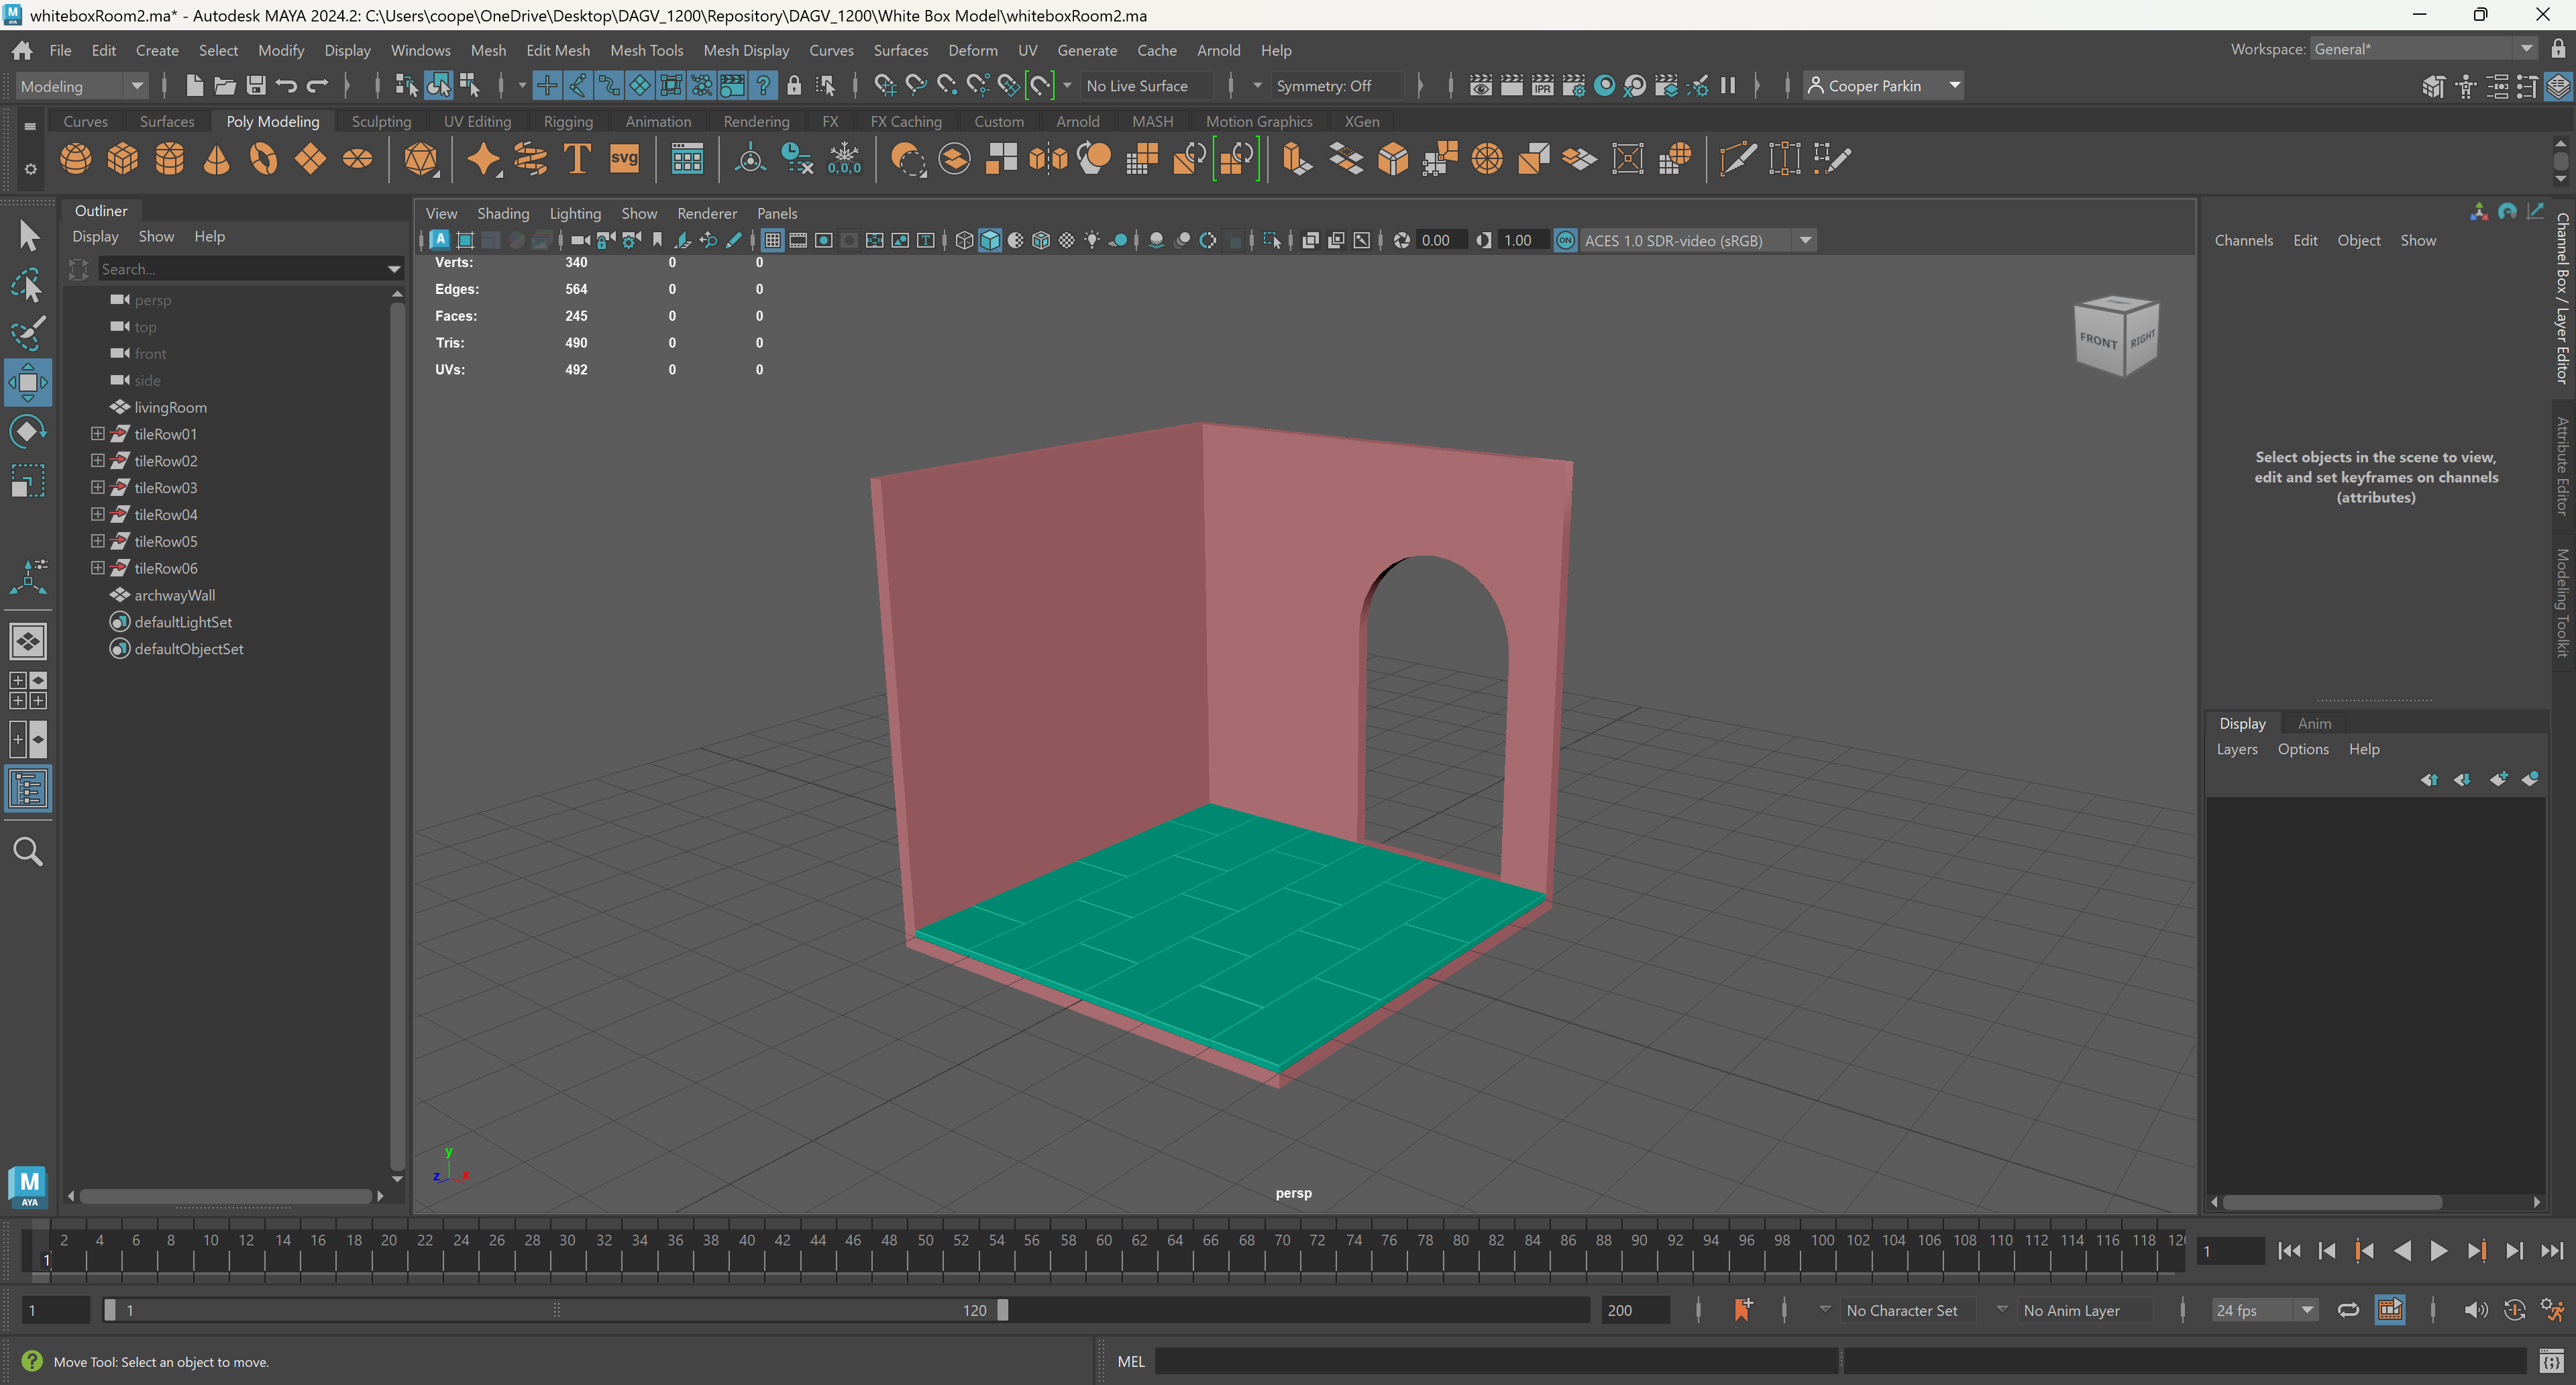 whiteboxRoom2.ma* - Autodesk MAYA 2024.2: C:\Users\coope\OneDrive\Desktop\DAGV_1200\Repository\DAGV_1200\White Box Model\whiteboxRoom2.ma
File Edit Create Select Modify Display Windows Mesh Edit Mesh Mesh Tools Mesh Display Curves Surfaces Deform UV Generate Cache Arnold Help Workspace: General*
Modeling No Live Surface Symmetry: Off IPR Cooper Parkin
Curves Surfaces Poly Modeling Sculpting UV Editing Rigging Animation Rendering FX FX Caching Custom Arnold MASH Motion Graphics XGen
T svg 0,0,0
Outliner
Display Show Help
Search...
persp
top
front
side
livingRoom
tileRow01
tileRow02
tileRow03
tileRow04
tileRow05
tileRow06
archwayWall
defaultLightSet
defaultObjectSet
View Shading Lighting Show Renderer Panels
0.00 1.00 ON ACES 1.0 SDR-video (sRGB)
Verts: 340 0 0
Edges: 564 0 0
Faces: 245 0 0
Tris: 490 0 0
UVs: 492 0 0
FRONT RIGHT
y
z x
persp
Channels Edit Object Show
Select objects in the scene to view,
edit and set keyframes on channels
(attributes)
Channel Box / Layer Editor
Attribute Editor
Modeling Toolkit
Display Anim
Layers Options Help
M
AYA
2 4 6 8 10 12 14 16 18 20 22 24 26 28 30 32 34 36 38 40 42 44 46 48 50 52 54 56 58 60 62 64 66 68 70 72 74 76 78 80 82 84 86 88 90 92 94 96 98 100 102 104 106 108 110 112 114 116 118 12
1 1
1 1 120 200 No Character Set No Anim Layer 24 fps
Move Tool: Select an object to move. MEL